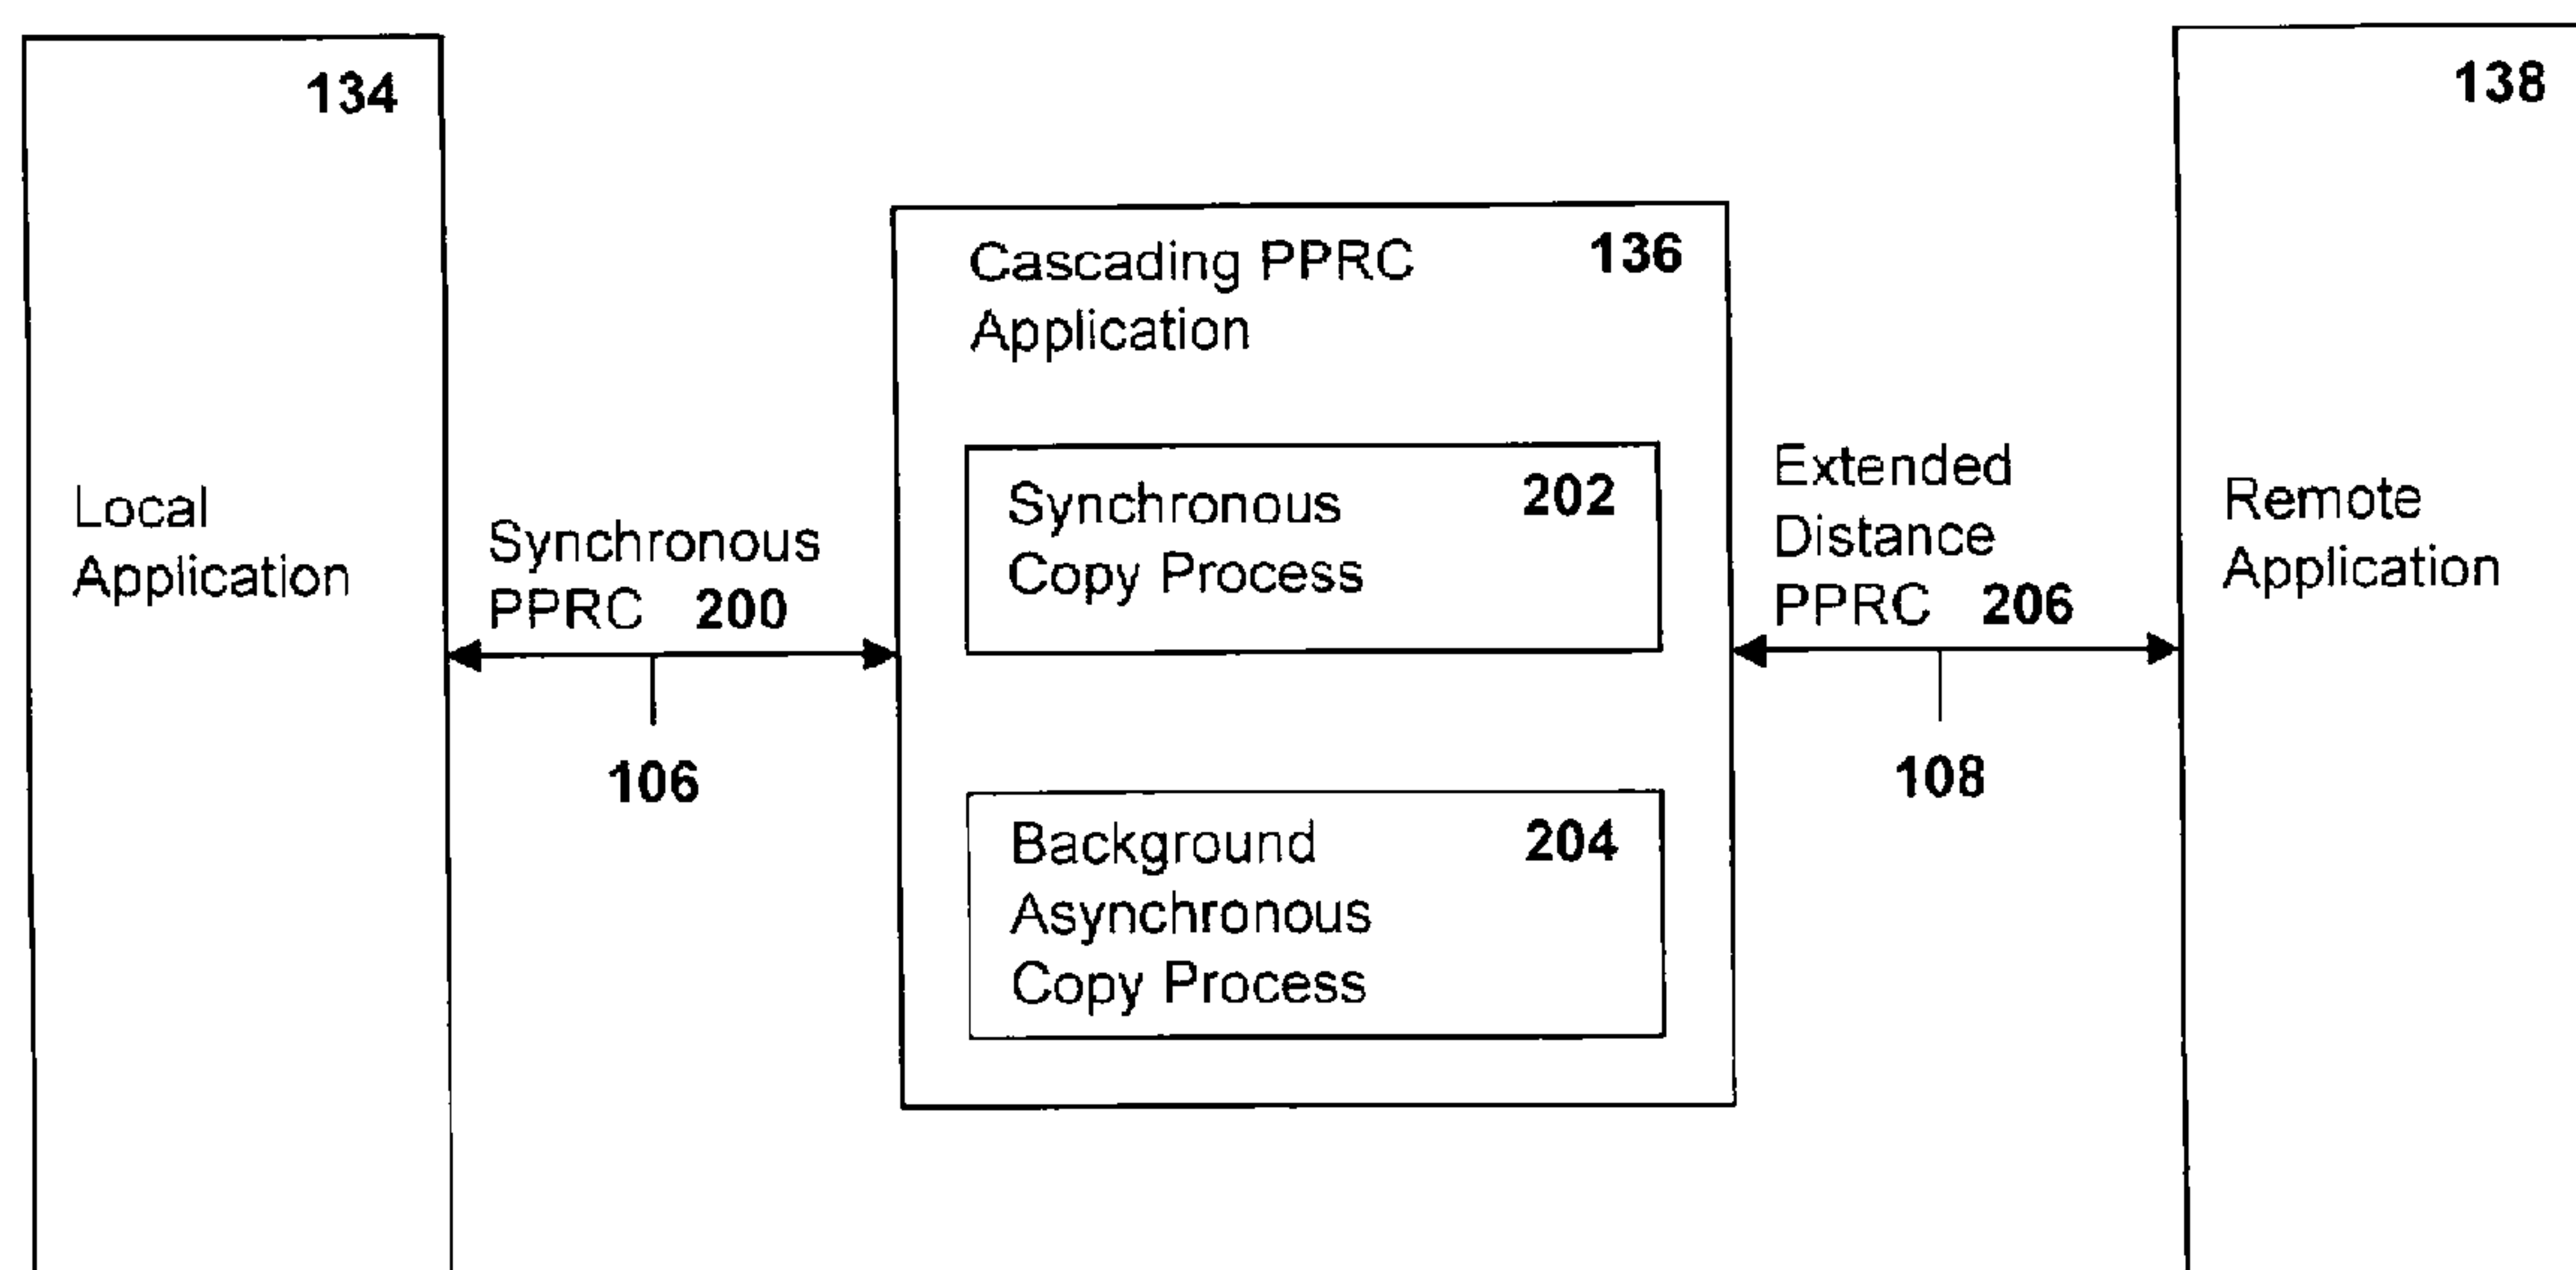 134
Local
Application
Synchronous
PPRC 200
106
Cascading PPRC 136
Application
Synchronous 202
Copy Process
Background 204
Asynchronous
Copy Process
Extended
Distance
PPRC 206
108
138
Remote
Application